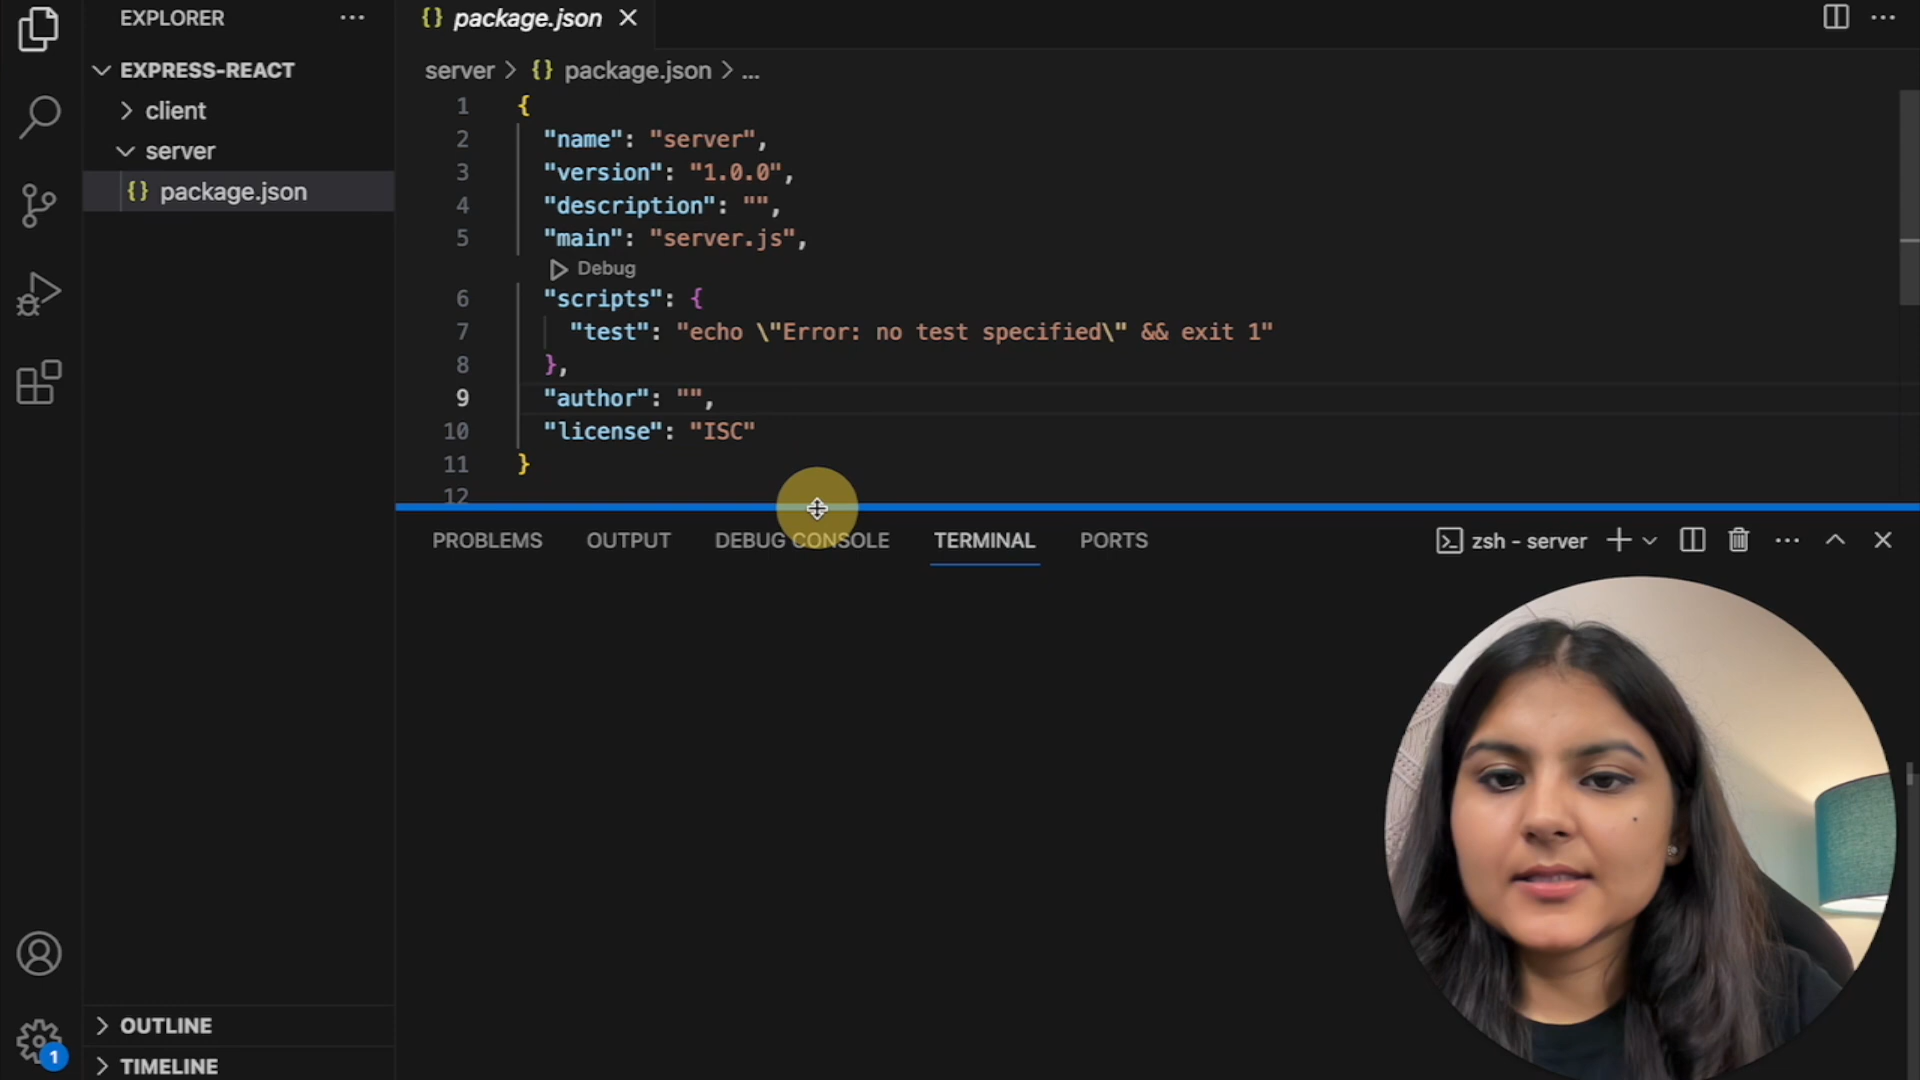 EXPLORER
EXPRESS-REACT
client
server
{} package.json
OUTLINE
TIMELINE
1
{} package.json
server > {} package.json > ...
1 {
2 "name": "server",
3 "version": "1.0.0",
4 "description": "",
5 "main": "server.js",
Debug
6 "scripts": {
7 "test": "echo \"Error: no test specified\" && exit 1"
8 },
9 "author": "",
10 "license": "ISC"
11 }
12
PROBLEMS OUTPUT DEBUG CONSOLE TERMINAL PORTS zsh - server